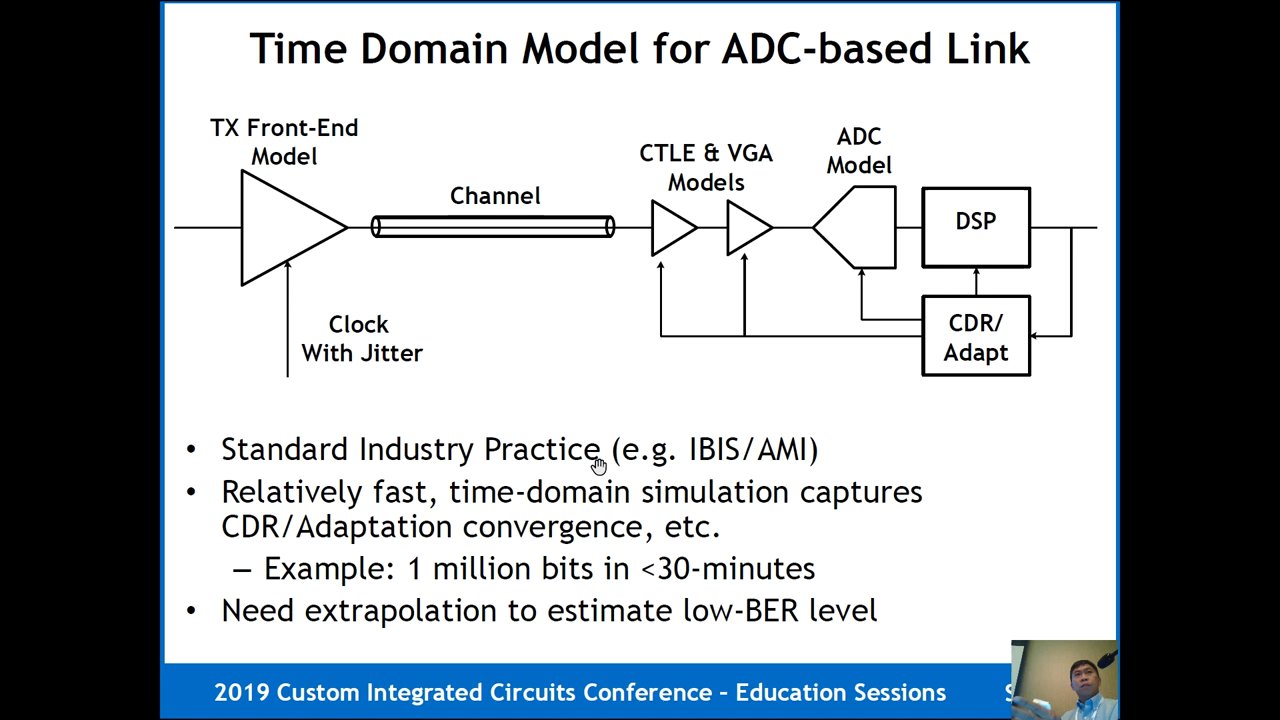 Time Domain Model for ADC-based Link
TX Front-End
Model
Channel
CTLE & VGA
Models
ADC
Model
DSP
Clock
With Jitter
CDR/
Adapt
• Standard Industry Practice (e.g. IBIS/AMI)
• Relatively fast, time-domain simulation captures
CDR/Adaptation convergence, etc.
– Example: 1 million bits in <30-minutes
• Need extrapolation to estimate low-BER level
2019 Custom Integrated Circuits Conference – Education Sessions